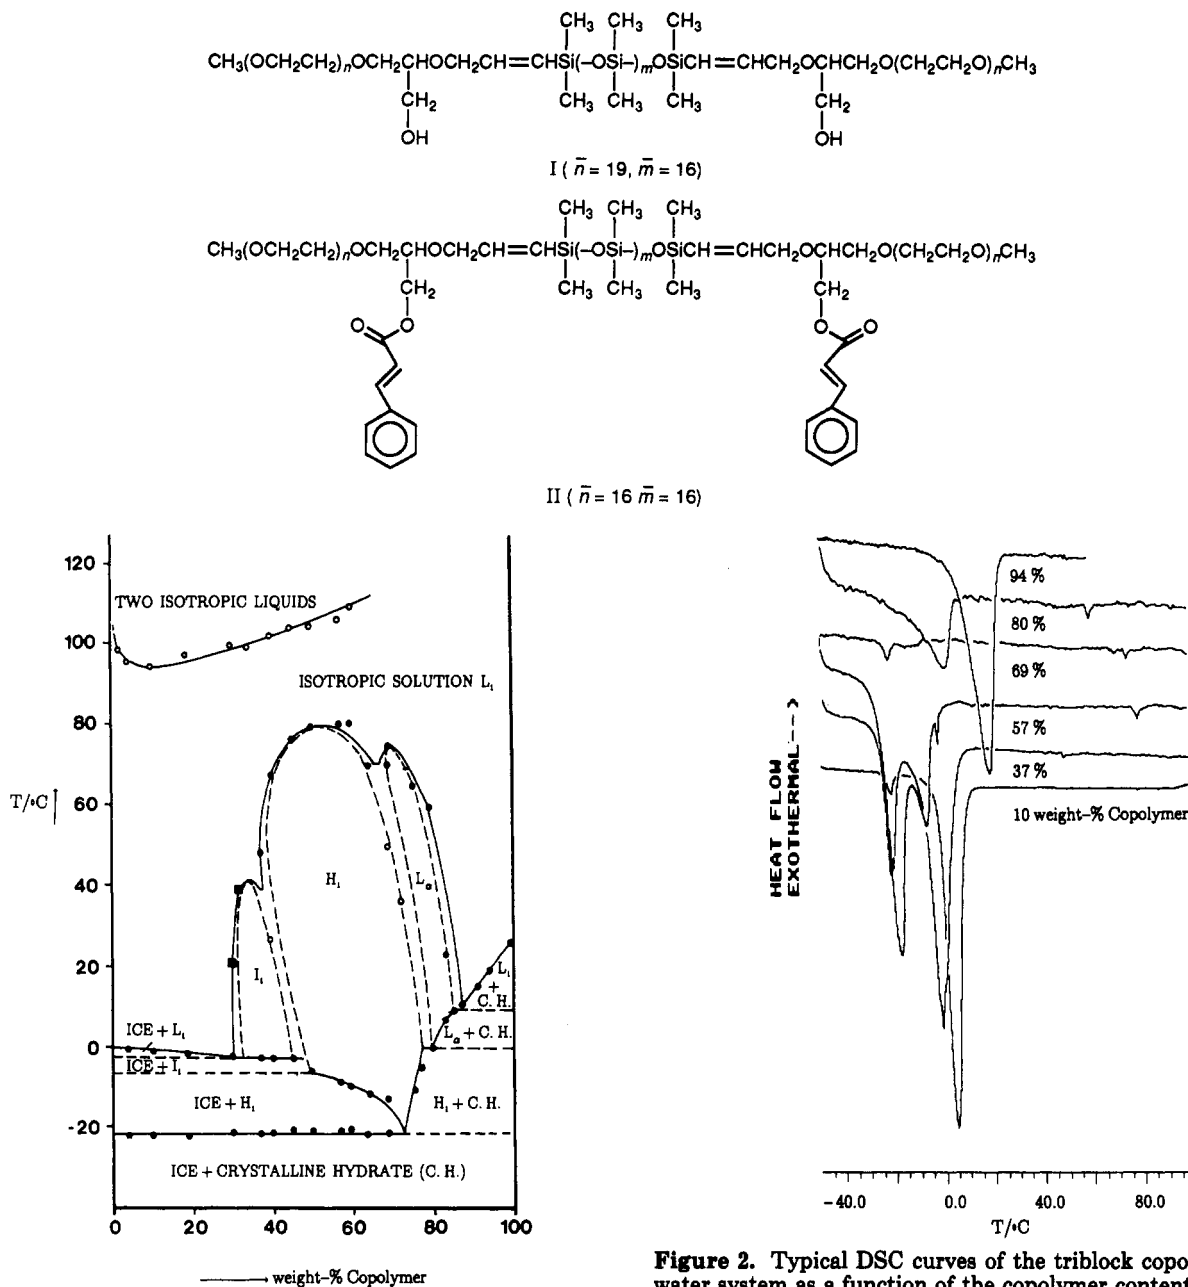 CH₃ CH₃ CH₃
CH₃(OCH₂CH₂)ₙOCH₂CHOCH₂CH=CHSi(–OSi–)ₘOSiCH=CHCH₂OCHCH₂O(CH₂CH₂O)ₙCH₃
CH₂ CH₃ CH₃ CH₃ CH₂
OH OH
I ( n̄ = 19, m̄ = 16)
CH₃ CH₃ CH₃
CH₃(OCH₂CH₂)ₙOCH₂CHOCH₂CH=CHSi(–OSi–)ₘOSiCH=CHCH₂OCHCH₂O(CH₂CH₂O)ₙCH₃
CH₂ CH₃ CH₃ CH₃ CH₂
O O O O
II ( n̄ = 16 m̄ = 16)
120
TWO ISOTROPIC LIQUIDS
100
ISOTROPIC SOLUTION L₁
80
T/°C
60
40
H₁
Lα
20
I₁
L₁
+
C. H.
ICE + L₁
Lα + C. H.
0
ICE + I₁
ICE + H₁
H₁ + C.H.
-20
ICE + CRYSTALLINE HYDRATE (C. H.)
0 20 40 60 80 100
weight-% Copolymer
94 %
80 %
69 %
57 %
37 %
10 weight-% Copolymer
HEAT FLOW
EXOTHERMAL-->
-40.0 0.0 40.0 80.0
T/°C
Figure 2. Typical DSC curves of the triblock copo
water system as a function of the copolymer content